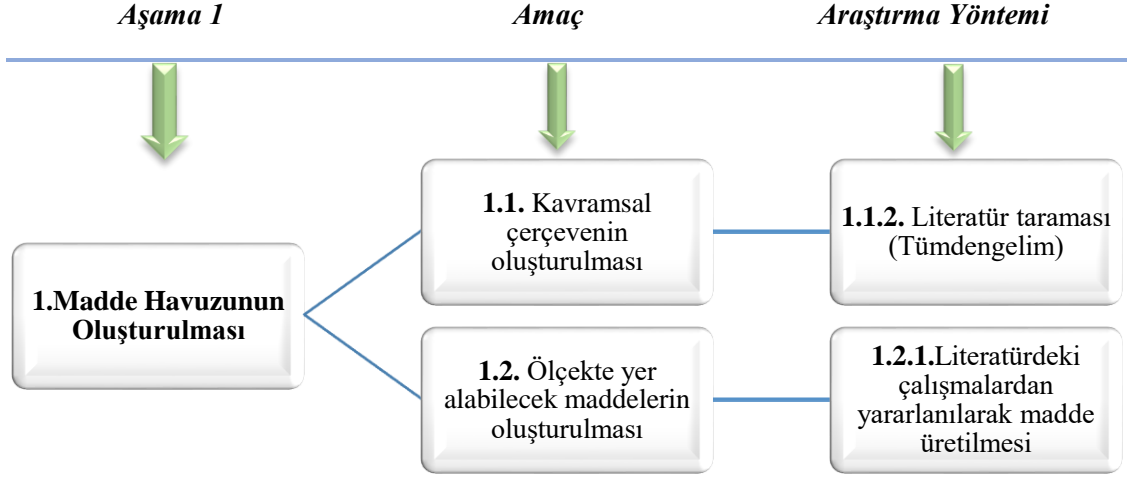 Aşama 1
Amaç
Araştırma Yöntemi
1.Madde Havuzunun
Oluşturulması
1.1. Kavramsal
çerçevenin
oluşturulması
1.1.2. Literatür taraması
(Tümdengelim)
1.2. Ölçekte yer
alabilecek maddelerin
oluşturulması
1.2.1.Literatürdeki
çalışmalardan
yararlanılarak madde
üretilmesi